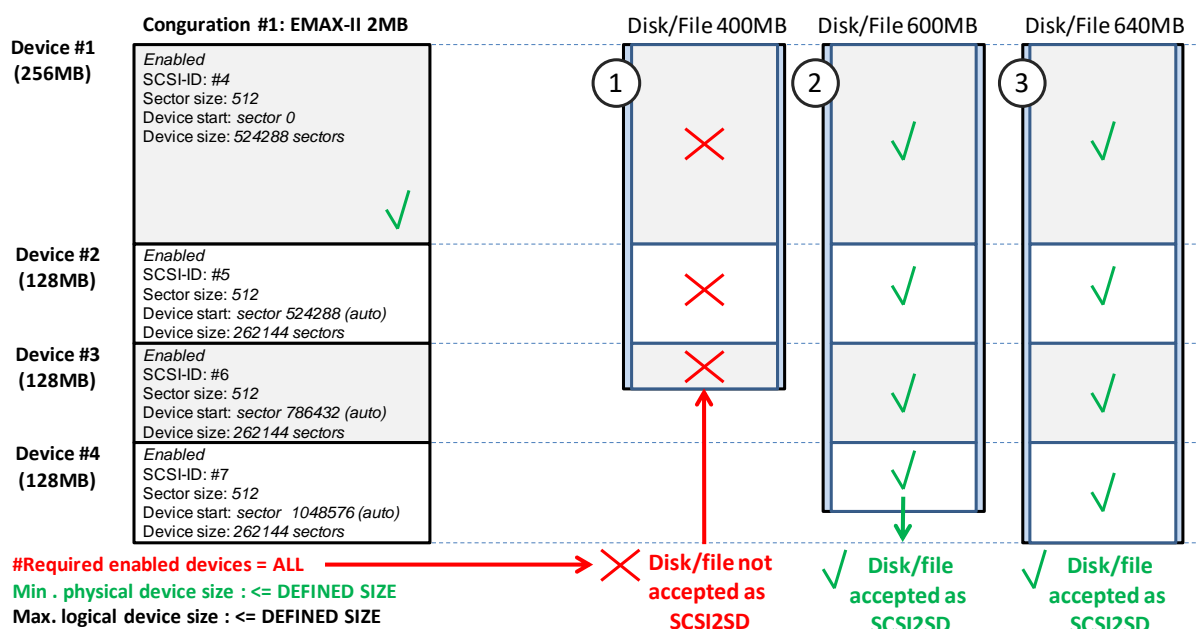 Conguration #1: EMAX-II 2MB
Disk/File 400MB
Disk/File 600MB
Disk/File 640MB
Device #1
(256MB)
Enabled
SCSI-ID: #4
Sector size: 512
Device start: sector 0
Device size: 524288 sectors
1
2
3
Device #2
(128MB)
Enabled
SCSI-ID: #5
Sector size: 512
Device start: sector 524288 (auto)
Device size: 262144 sectors
Device #3
(128MB)
Enabled
SCSI-ID: #6
Sector size: 512
Device start: sector 786432 (auto)
Device size: 262144 sectors
Device #4
(128MB)
Enabled
SCSI-ID: #7
Sector size: 512
Device start: sector 1048576 (auto)
Device size: 262144 sectors
#Required enabled devices = ALL
Min . physical device size : <= DEFINED SIZE
Max. logical device size : <= DEFINED SIZE
Disk/file not
accepted as
SCSI2SD
Disk/file
accepted as
SCSI2SD
Disk/file
accepted as
SCSI2SD